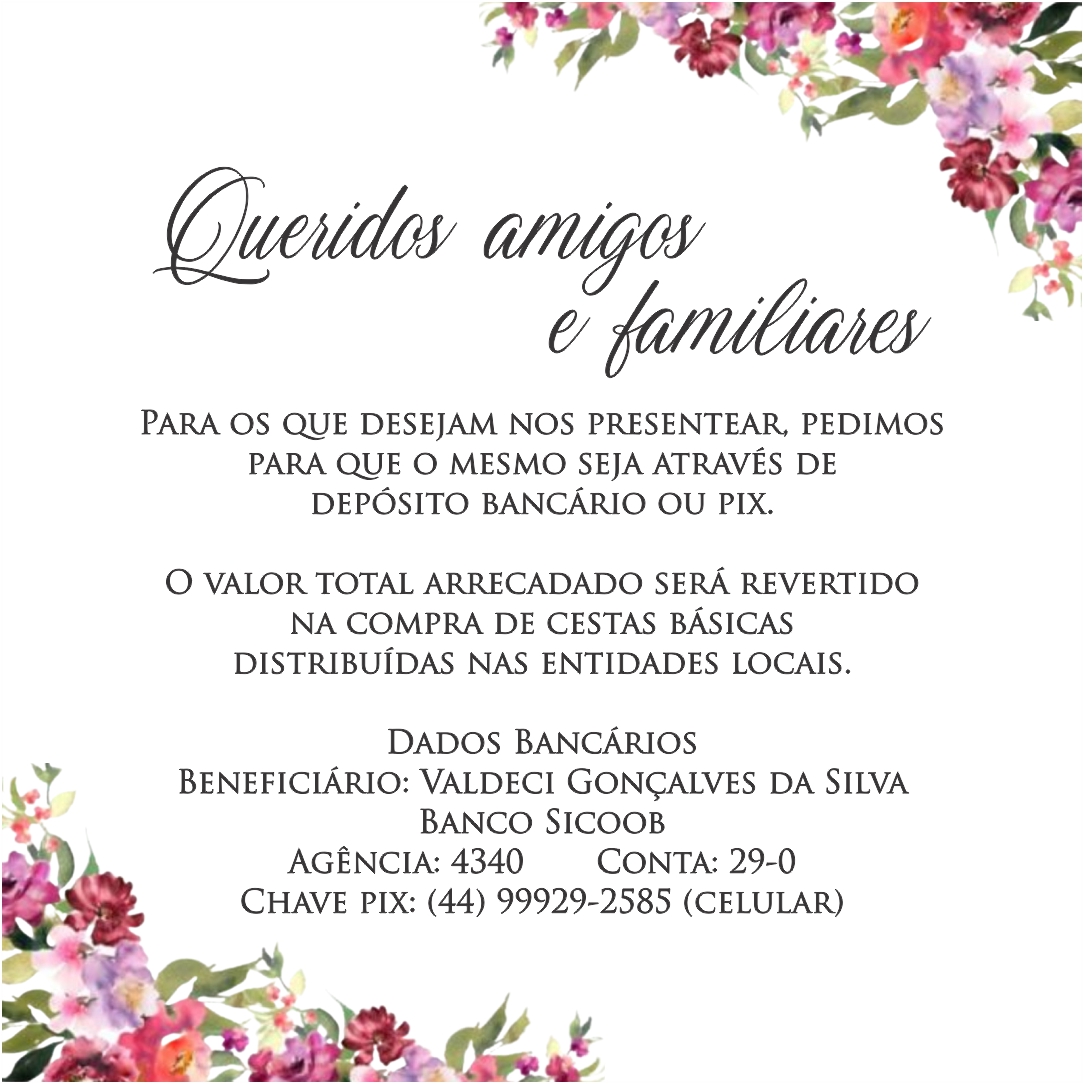 Queridos amigos
e familiares
Para os que desejam nos presentear, pedimos
para que o mesmo seja através de
depósito bancário ou pix.
O valor total arrecadado será revertido
na compra de cestas básicas
distribuídas nas entidades locais.
Dados Bancários
Beneficiário: Valdeci Gonçalves da Silva
Banco Sicoob
Agência: 4340 Conta: 29-0
Chave pix: (44) 99929-2585 (celular)